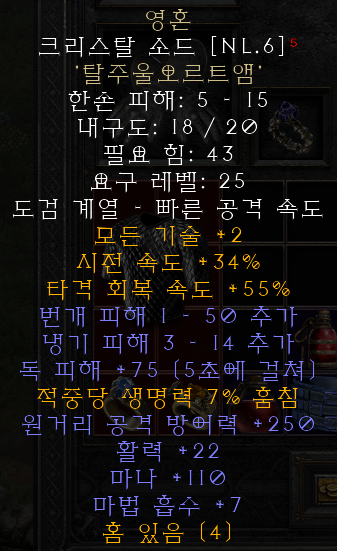 영혼
크리스탈 소드 [NL.6]5
'탈주울오르트앰'
한손 피해: 5 - 15
내구도: 18 / 20
필요 힘: 43
요구 레벨: 25
도검 계열 - 빠른 공격 속도
모든 기술 +2
시전 속도 +34%
타격 회복 속도 +55%
번개 피해 1 - 50 추가
냉기 피해 3 - 14 추가
독 피해 +75 (5초에 걸쳐)
적중당 생명력 7% 훔침
원거리 공격 방어력 +250
활력 +22
마나 +110
마법 흡수 +7
홈 있음 (4)